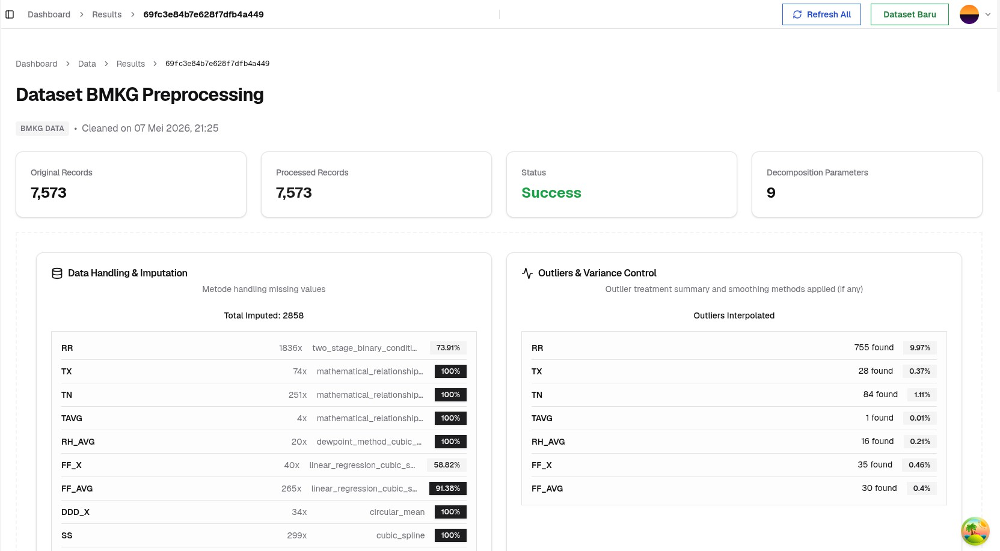 Dashboard > Results > 69fc3e84b7e628f7dfb4a449
Refresh All
Dataset Baru
Dashboard > Data > Results > 69fc3e84b7e628f7dfb4a449
Dataset BMKG Preprocessing
BMKG DATA • Cleaned on 07 Mei 2026, 21:25
Original Records
7,573
Processed Records
7,573
Status
Success
Decomposition Parameters
9
Data Handling & Imputation
Metode handling missing values
Total Imputed: 2858
RR 1836x two_stage_binary_conditi... 73.91%
TX 74x mathematical_relationship... 100%
TN 251x mathematical_relationship... 100%
TAVG 4x mathematical_relationship... 100%
RH_AVG 20x dewpoint_method_cubic_... 100%
FF_X 40x linear_regression_cubic_s... 58.82%
FF_AVG 265x linear_regression_cubic_s... 91.38%
DDD_X 34x circular_mean 100%
SS 299x cubic_spline 100%
Outliers & Variance Control
Outlier treatment summary and smoothing methods applied (if any)
Outliers Interpolated
RR 755 found 9.97%
TX 28 found 0.37%
TN 84 found 1.11%
TAVG 1 found 0.01%
RH_AVG 16 found 0.21%
FF_X 35 found 0.46%
FF_AVG 30 found 0.4%